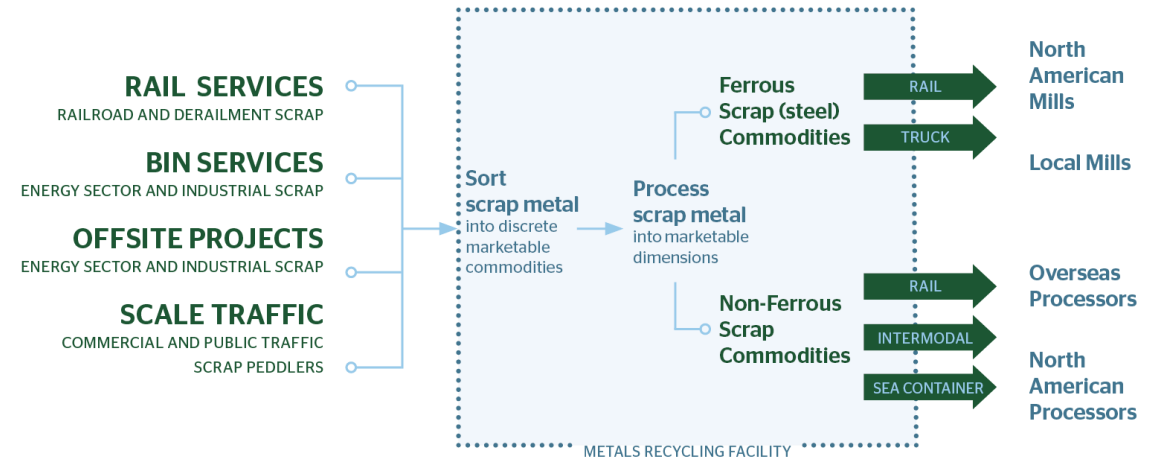 RAIL SERVICES
RAILROAD AND DERAILMENT SCRAP
BIN SERVICES
ENERGY SECTOR AND INDUSTRIAL SCRAP
OFFSITE PROJECTS
ENERGY SECTOR AND INDUSTRIAL SCRAP
SCALE TRAFFIC
COMMERCIAL AND PUBLIC TRAFFIC
SCRAP PEDDLERS
Sort
scrap metal
into discrete
marketable
commodities
Process
scrap metal
into marketable
dimensions
Ferrous
Scrap (steel)
Commodities
RAIL
TRUCK
North
American
Mills
Local Mills
Non-Ferrous
Scrap
Commodities
RAIL
INTERMODAL
SEA CONTAINER
Overseas
Processors
North
American
Processors
METALS RECYCLING FACILITY